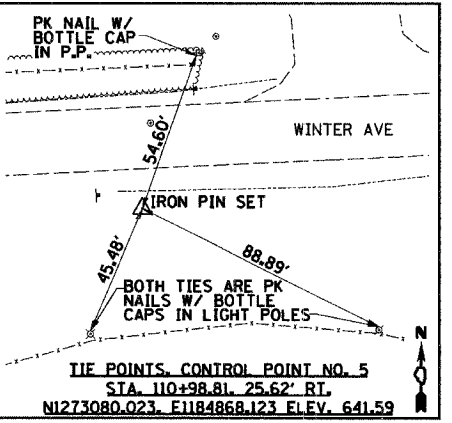 PK NAIL W/
BOTTLE CAP
IN P.P.
WINTER AVE
54.60'
IRON PIN SET
45.48'
88.89'
BOTH TIES ARE PK
NAILS W/ BOTTLE
CAPS IN LIGHT POLES
N
TIE POINTS, CONTROL POINT NO. 5
STA. 110+98.81, 25.62' RT.
N1273080.023, E1184868.123 ELEV. 641.59